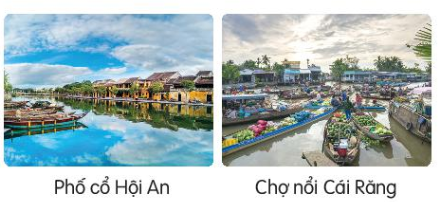 Phố cổ Hội An
Chợ nổi Cái Răng